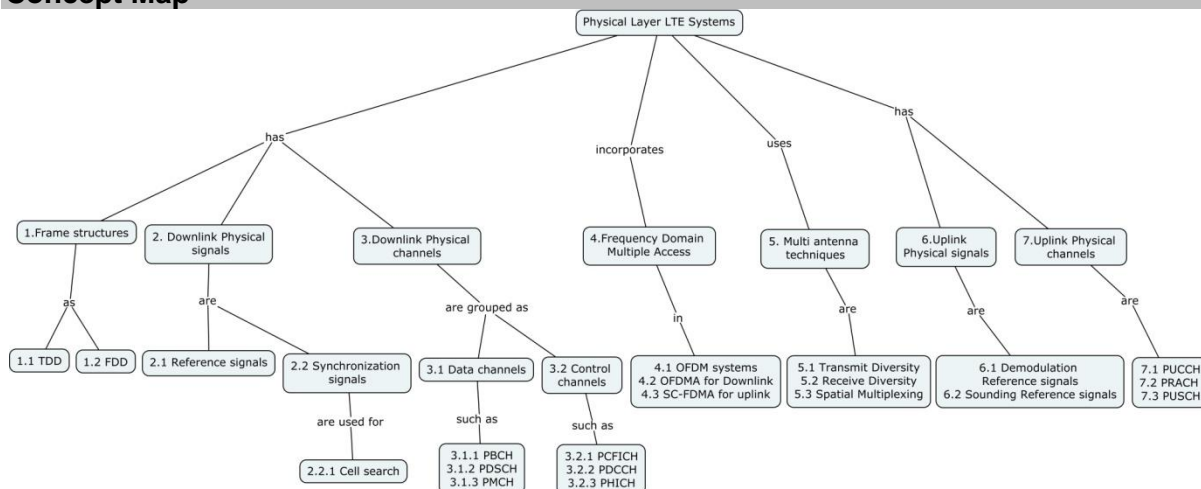 Concept Map
Physical Layer LTE Systems
has
has
uses
incorporates
1.Frame structures
2. Downlink Physical
signals
3.Downlink Physical
channels
4.Frequency Domain
Multiple Access
5. Multi antenna
techniques
6.Uplink
Physical signals
7.Uplink Physical
channels
as
are
are grouped as
in
are
are
are
1.1 TDD
1.2 FDD
2.1 Reference signals
2.2 Synchronization
signals
3.1 Data channels
3.2 Control
channels
4.1 OFDM systems
4.2 OFDMA for Downlink
4.3 SC-FDMA for uplink
5.1 Transmit Diversity
5.2 Receive Diversity
5.3 Spatial Multiplexing
6.1 Demodulation
Reference signals
6.2 Sounding Reference signals
7.1 PUCCH
7.2 PRACH
7.3 PUSCH
are used for
such as
such as
2.2.1 Cell search
3.1.1 PBCH
3.1.2 PDSCH
3.1.3 PMCH
3.2.1 PCFICH
3.2.2 PDCCH
3.2.3 PHICH